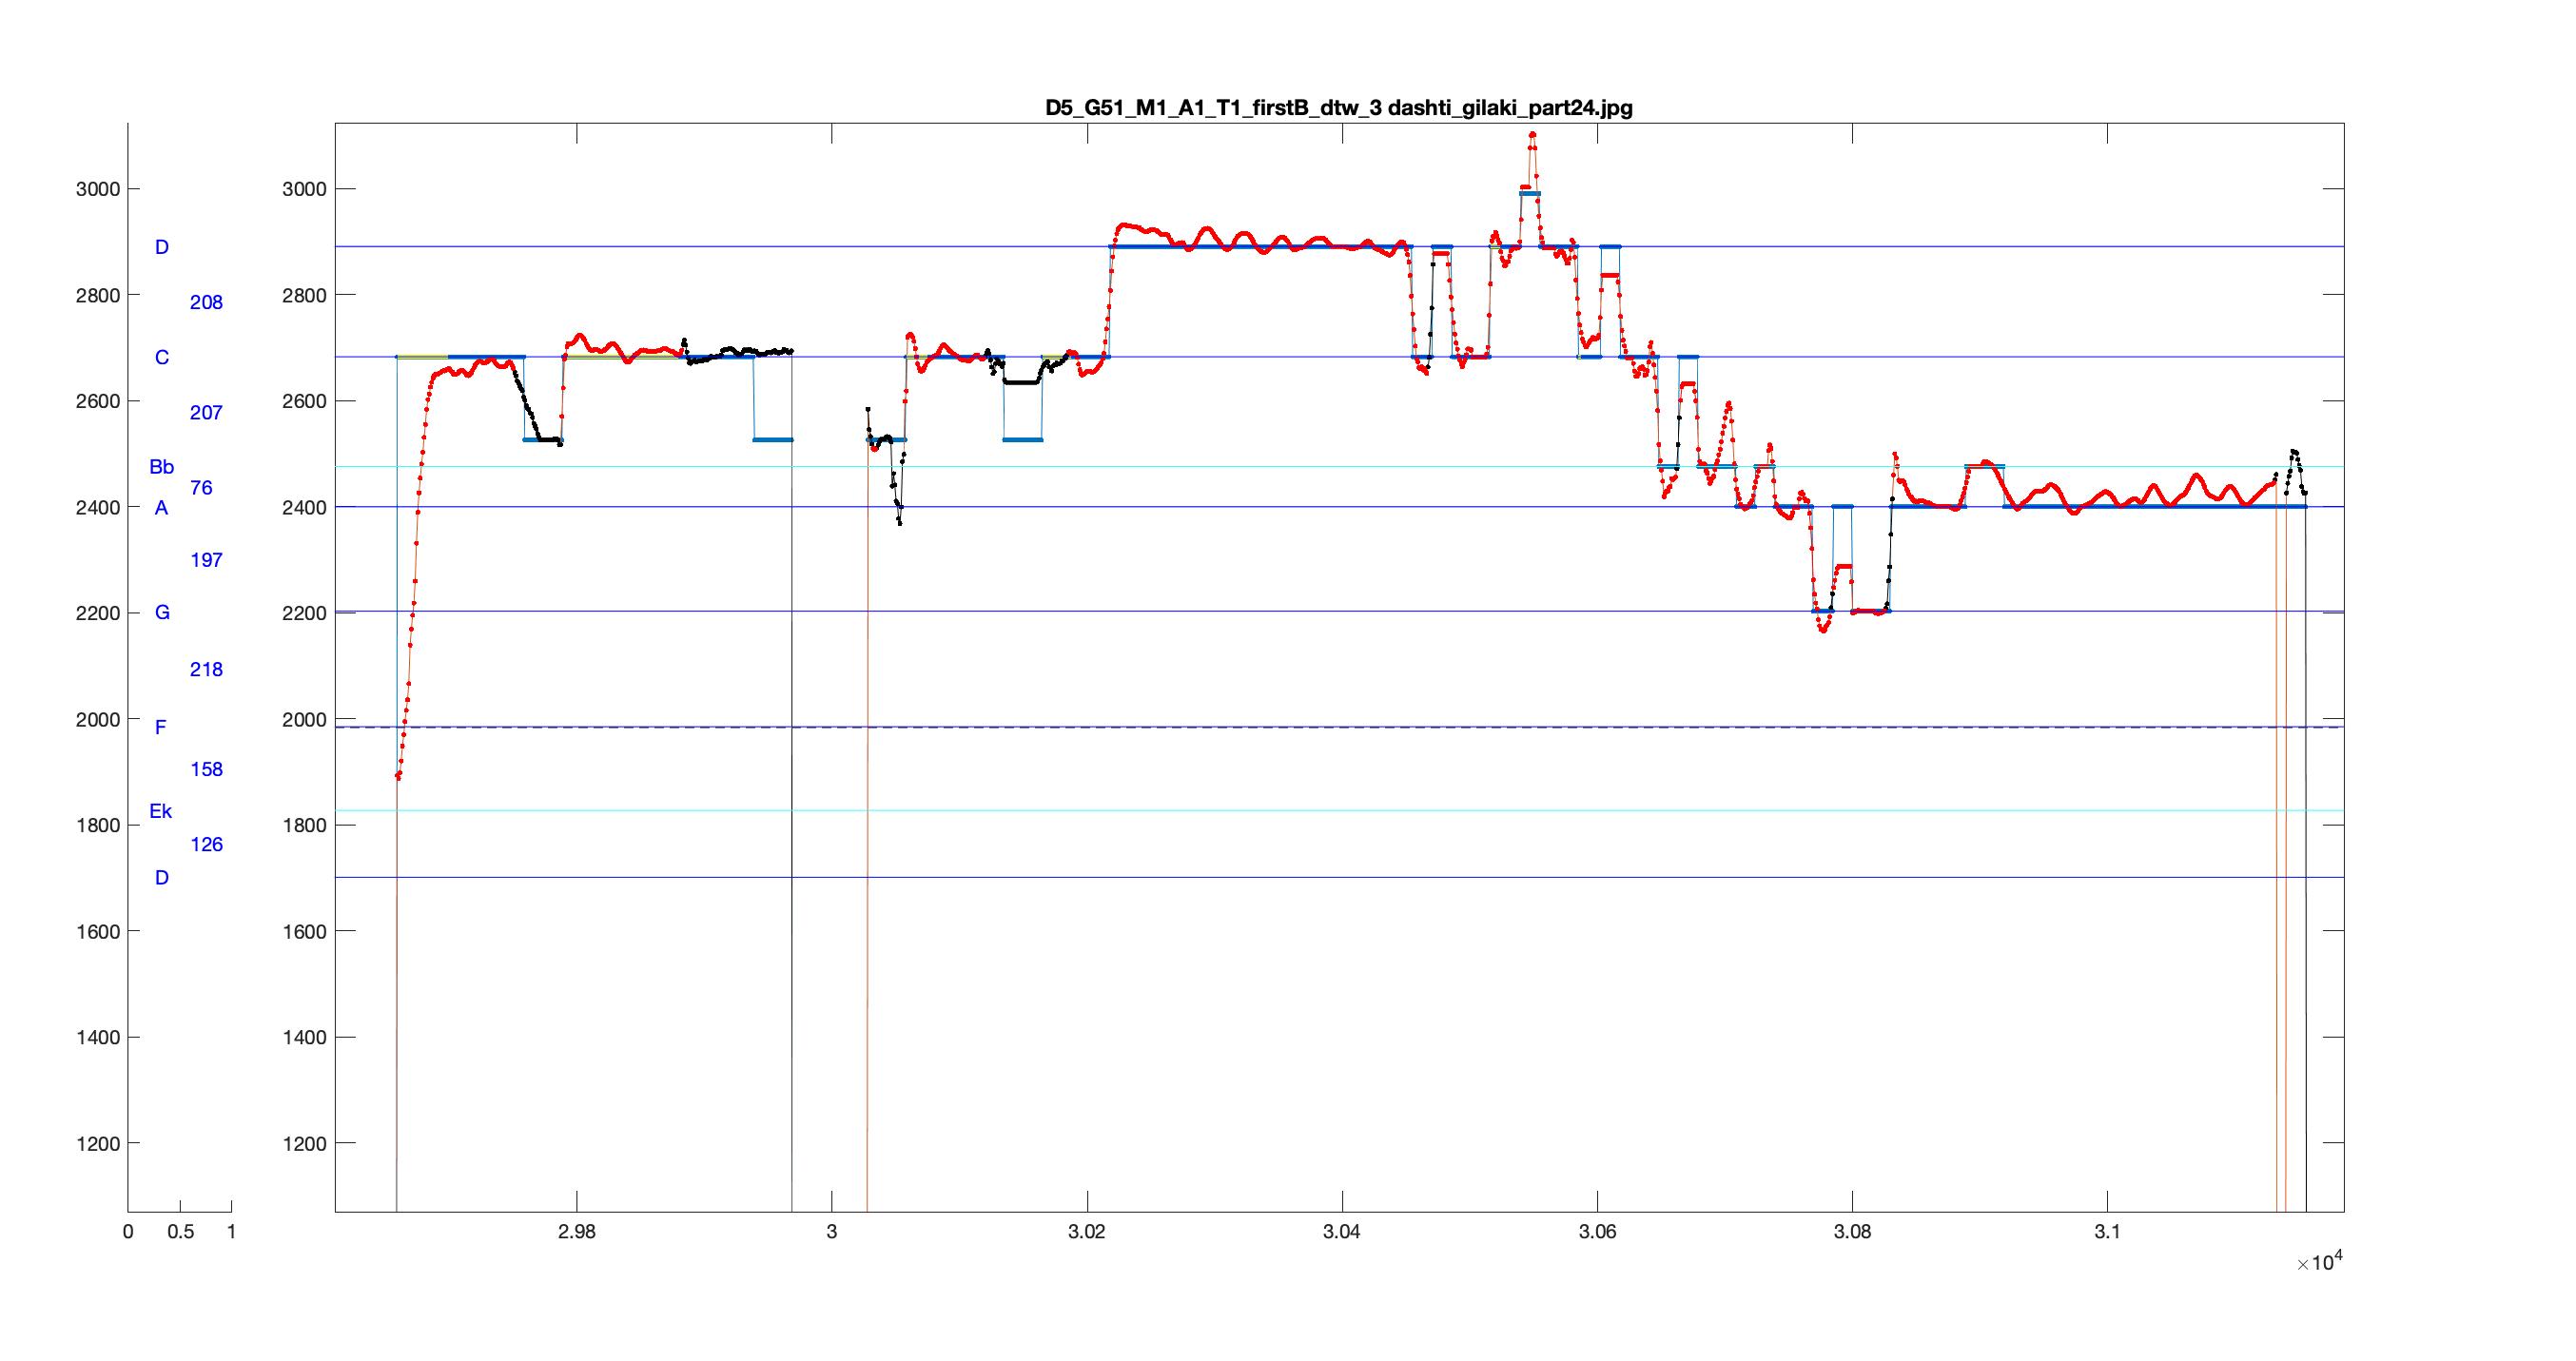 D5_G51_M1_A1_T1_firstB_dtw_3 dashti_gilaki_part24.jpg
3000 3000
D
2800 208 2800
C
2600 207 2600
Bb
76
2400 A 2400
197
2200 G 2200
218
2000 F 2000
158
1800 Ek 1800
126
D
1600 1600
1400 1400
1200 1200
0 0.5 1 2.98 3 3.02 3.04 3.06 3.08 3.1
×10^4